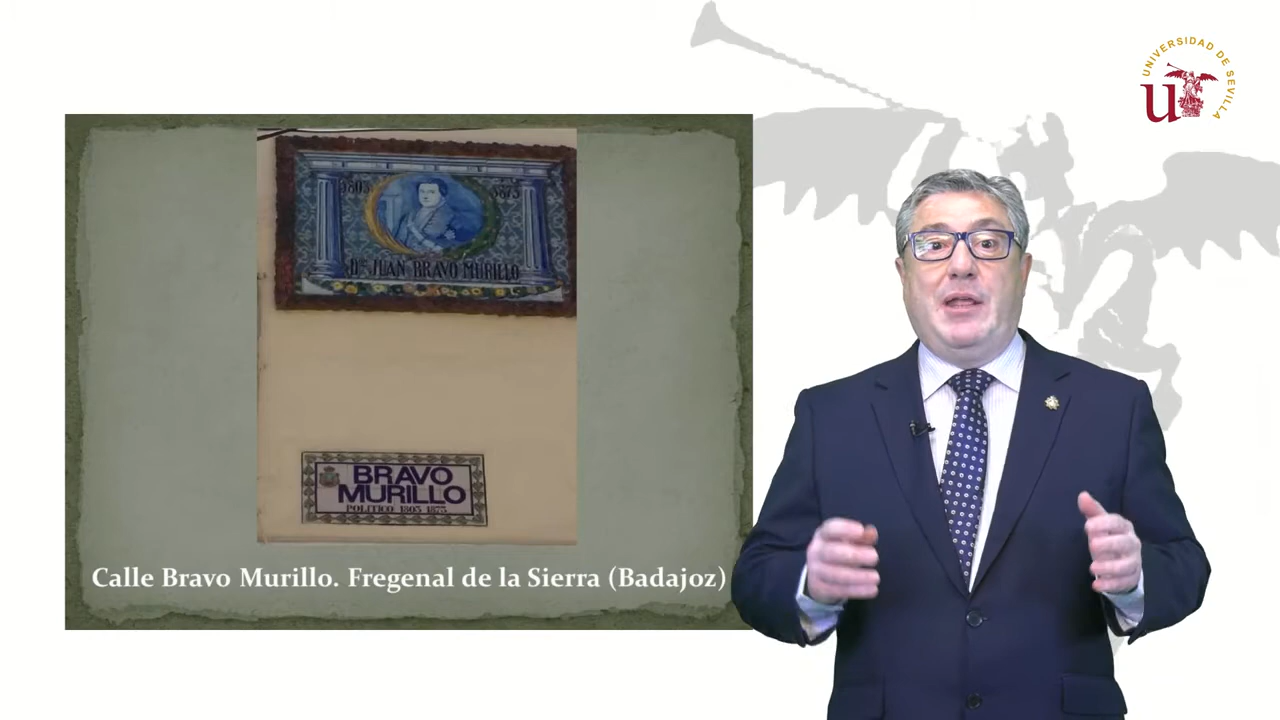 UNIVERSIDAD DE SEVILLA
U
1803 1873
Dn. JUAN BRAVO MURILLO
BRAVO
MURILLO
POLITICO 1803 1873
Calle Bravo Murillo. Fregenal de la Sierra (Badajoz)